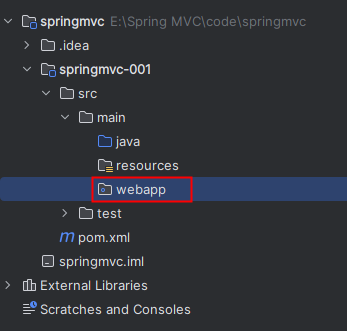 springmvc E:\Spring MVC\code\springmvc
.idea
springmvc-001
src
main
java
resources
webapp
test
pom.xml
springmvc.iml
External Libraries
Scratches and Consoles